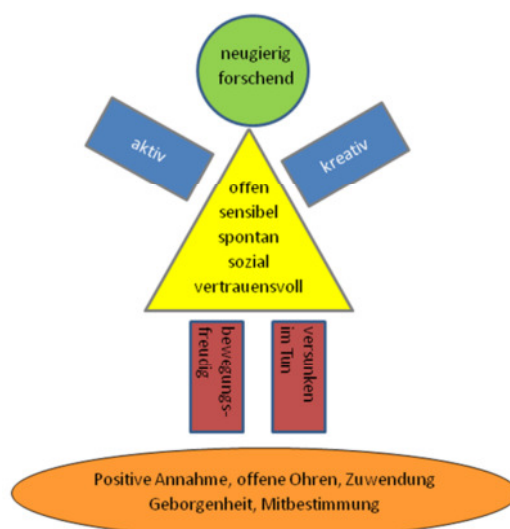 neugierig
forschend
aktiv
kreativ
offen
sensibel
spontan
sozial
vertrauensvoll
bewegungs-
freudig
versunken
im Tun
Positive Annahme, offene Ohren, Zuwendung
Geborgenheit, Mitbestimmung